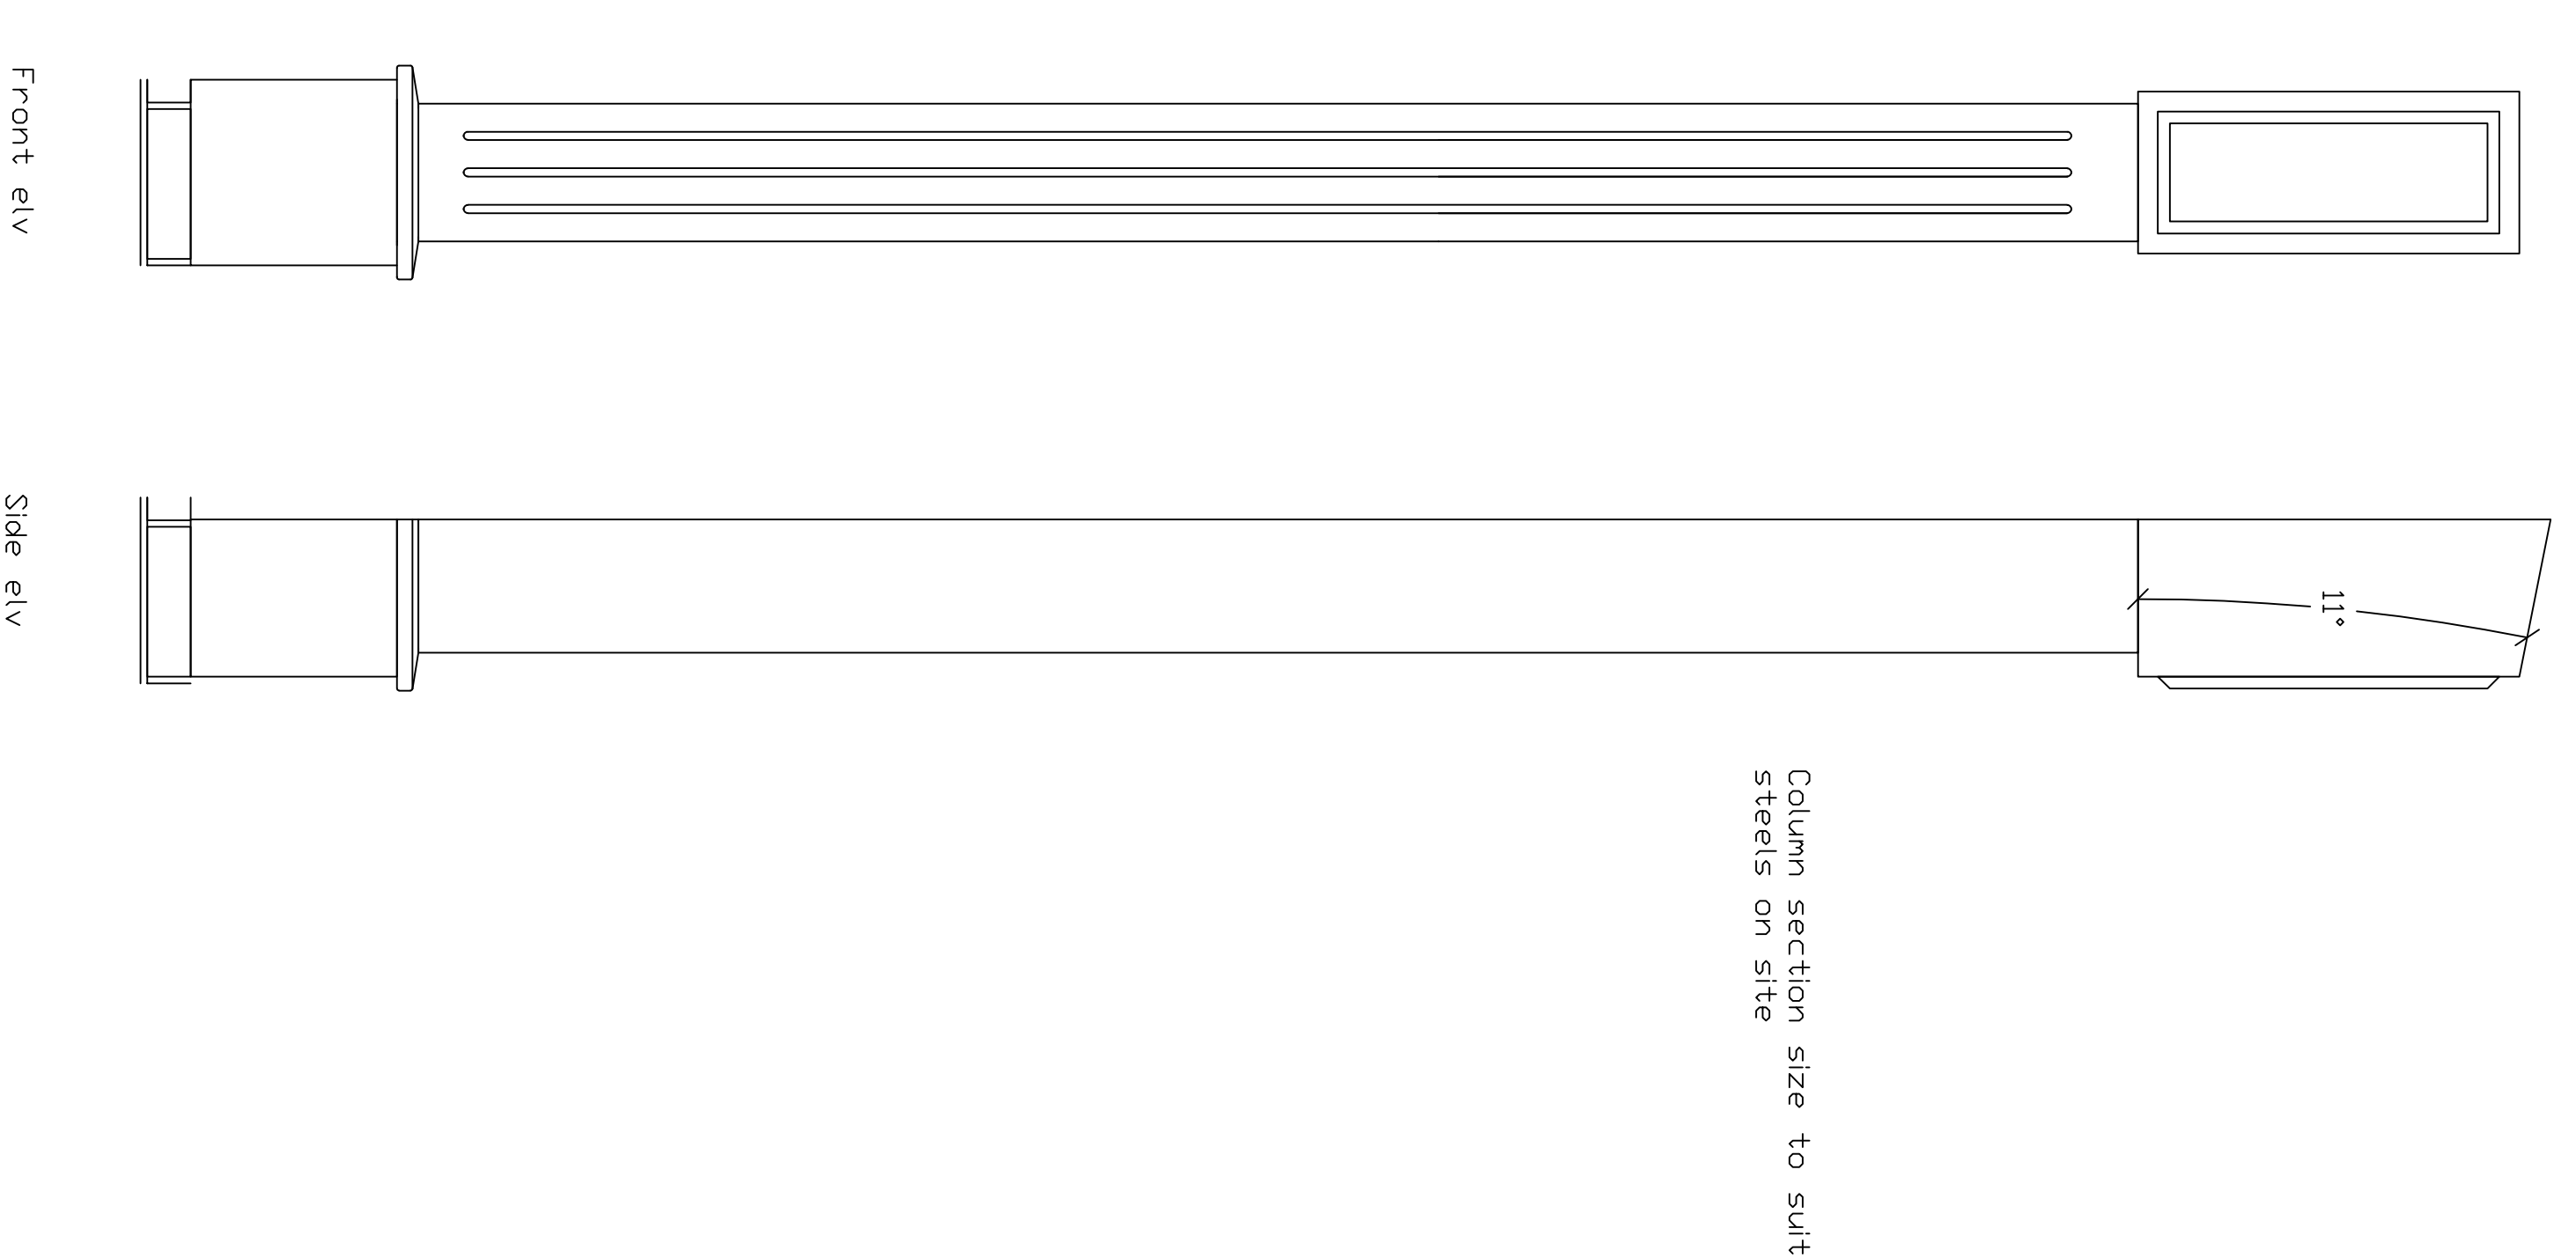 Front elv
Side elv
11°
Column section size to suit
steels on site